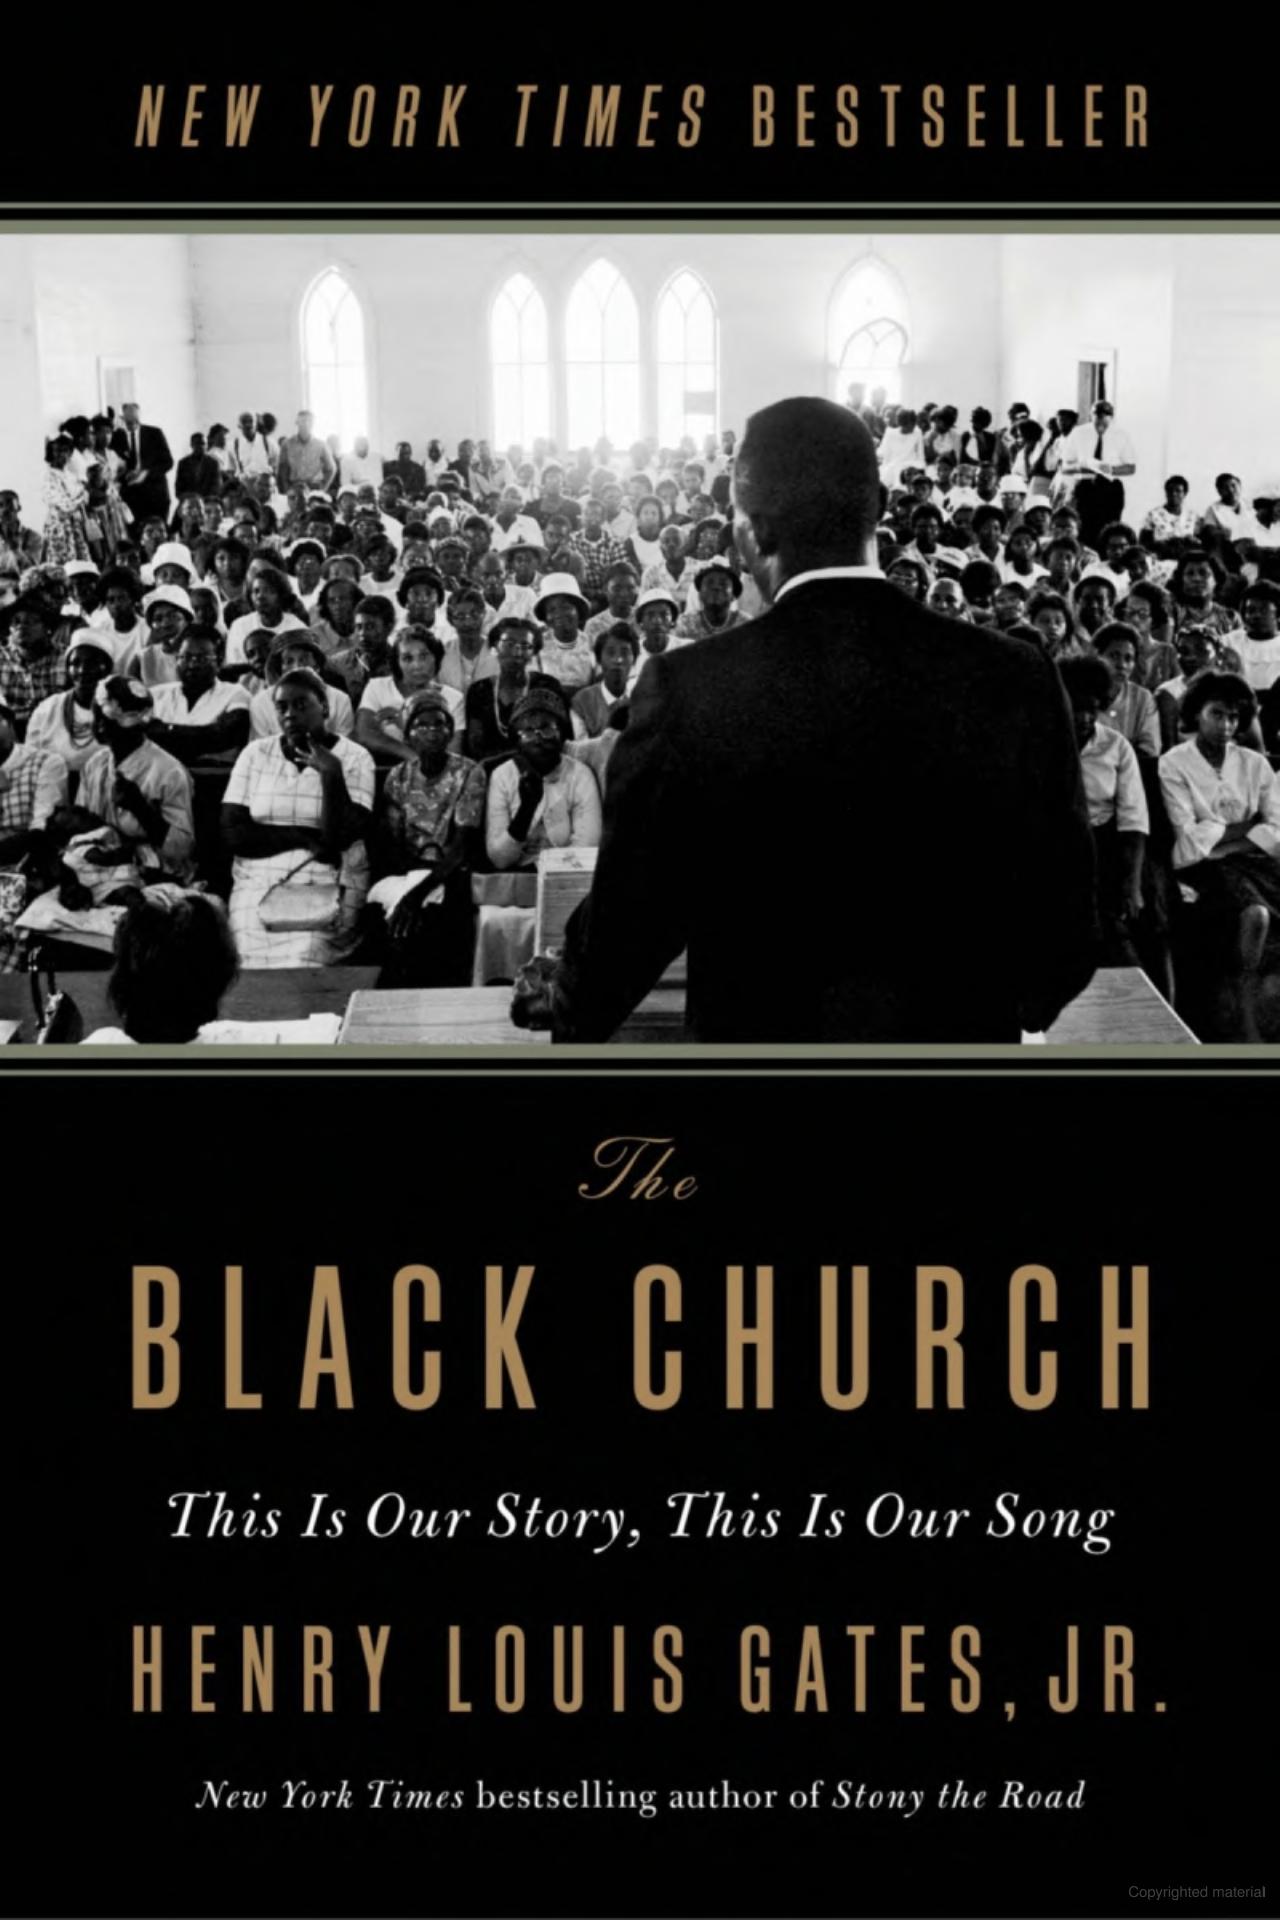 NEW YORK TIMES BESTSELLER
The
BLACK CHURCH
This Is Our Story, This Is Our Song
HENRY LOUIS GATES, JR.
New York Times bestselling author of Stony the Road
Copyrighted material